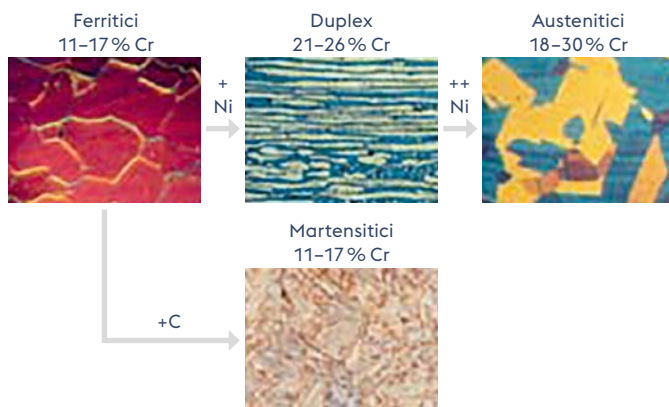 Ferritici
11–17 % Cr
+
Ni
Duplex
21–26 % Cr
++
Ni
Austenitici
18–30 % Cr
Martensitici
11–17 % Cr
+C